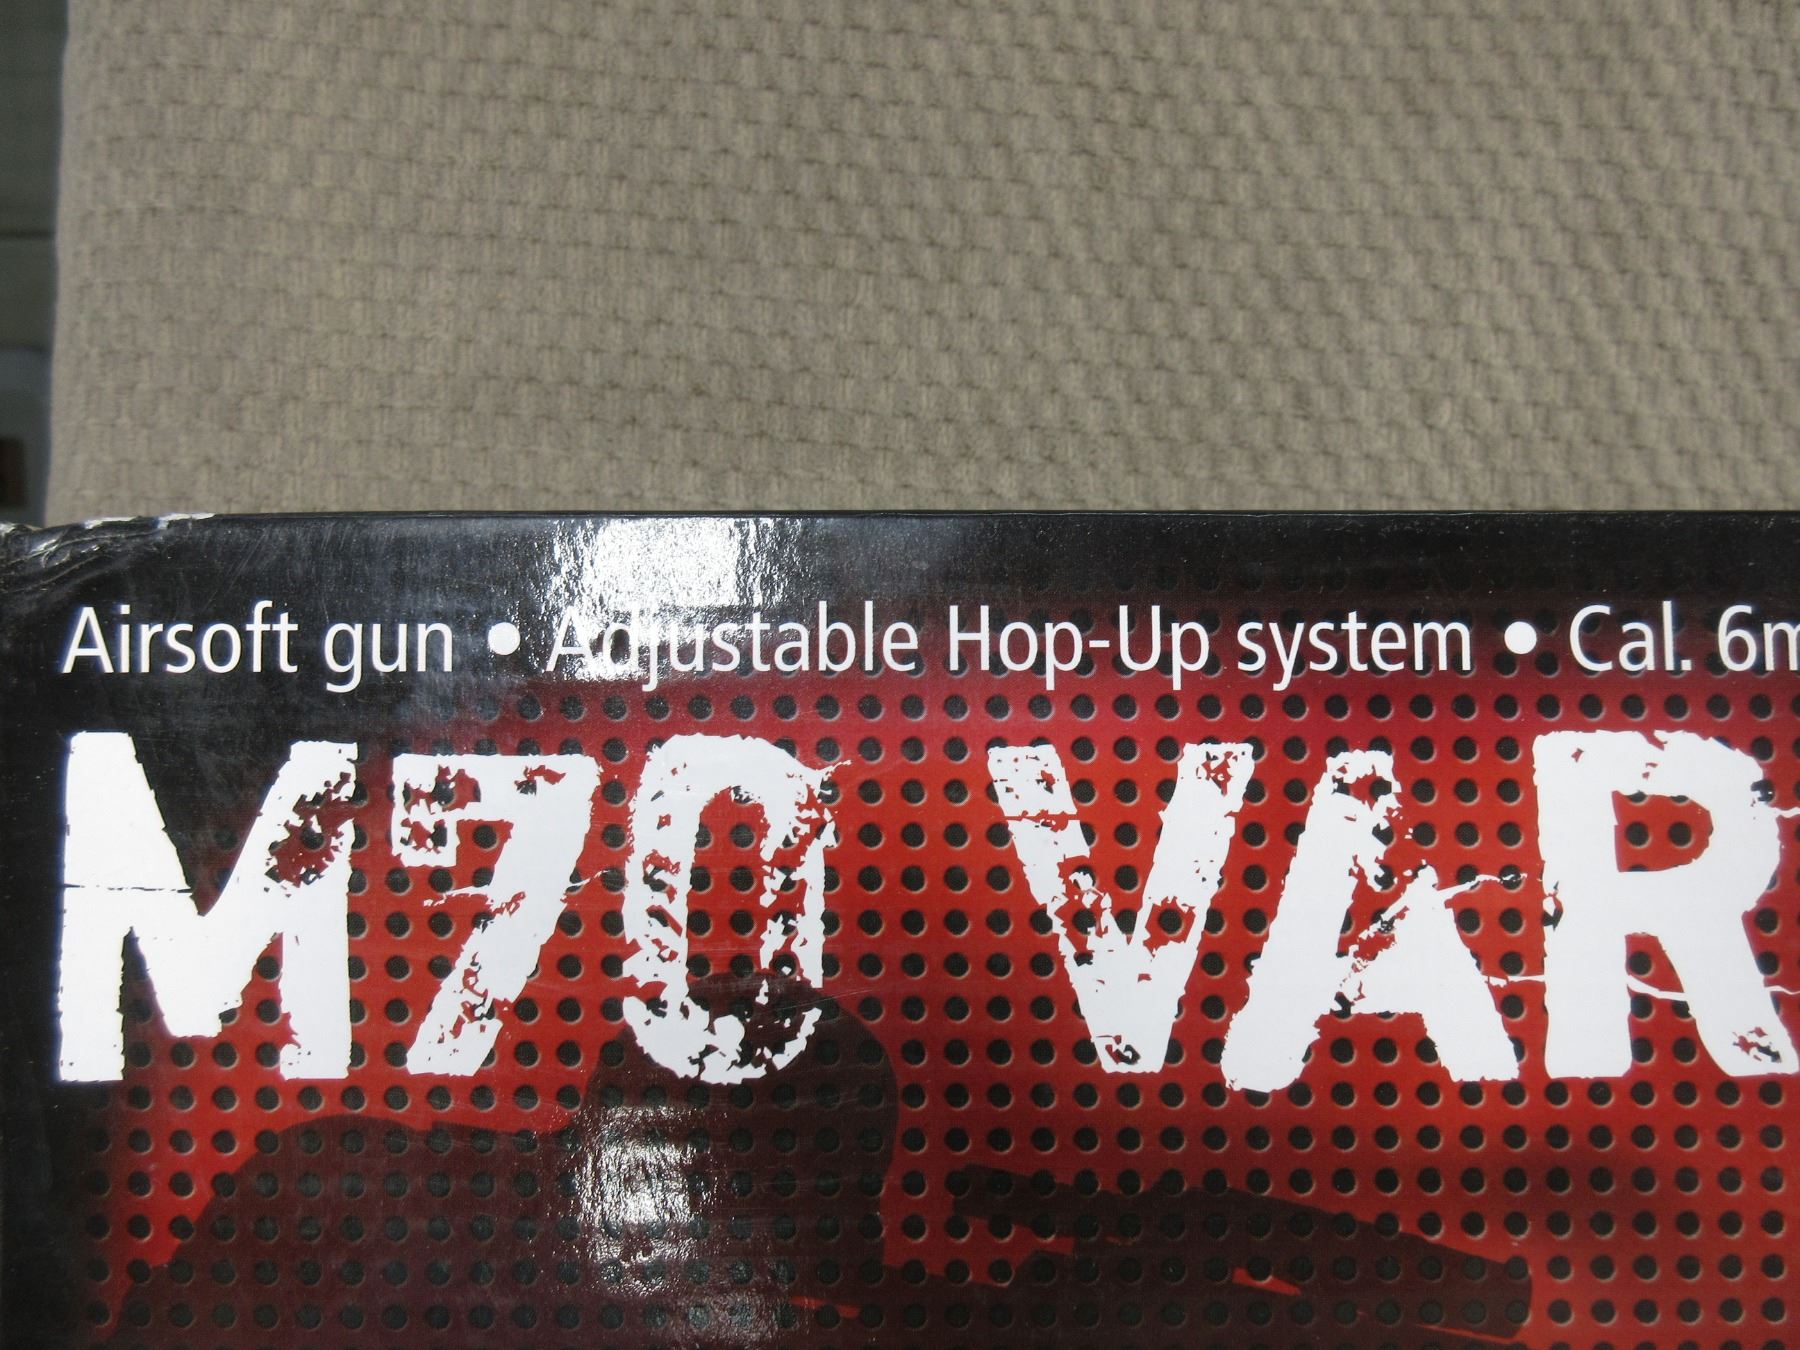 Airsoft gun • Adjustable Hop-Up system • Cal. 6m
M70 VAR